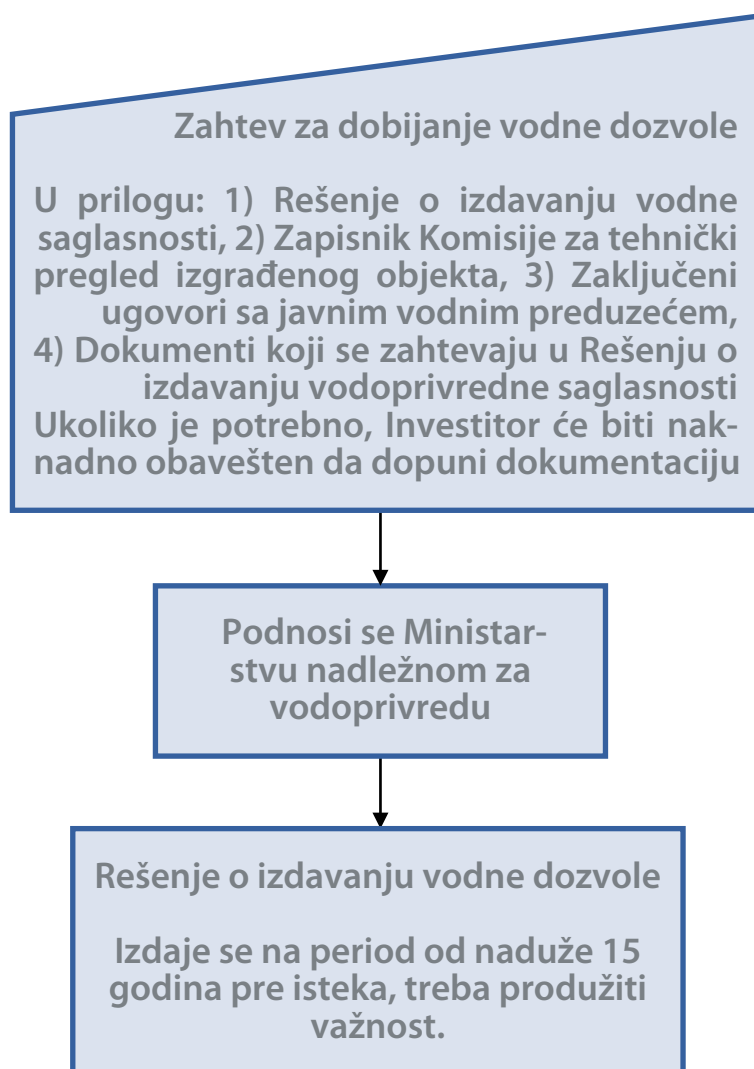 Zahtev za dobijanje vodne dozvole
U prilogu: 1) Rešenje o izdavanju vodne
saglasnosti, 2) Zapisnik Komisije za tehnički
pregled izgrađenog objekta, 3) Zaključeni
ugovori sa javnim vodnim preduzećem,
4) Dokumenti koji se zahtevaju u Rešenju o
izdavanju vodoprivredne saglasnosti
Ukoliko je potrebno, Investitor će biti nak-
nadno obavešten da dopuni dokumentaciju
Podnosi se Ministar-
stvu nadležnom za
vodoprivredu
Rešenje o izdavanju vodne dozvole
Izdaje se na period od naduže 15
godina pre isteka, treba produžiti
važnost.